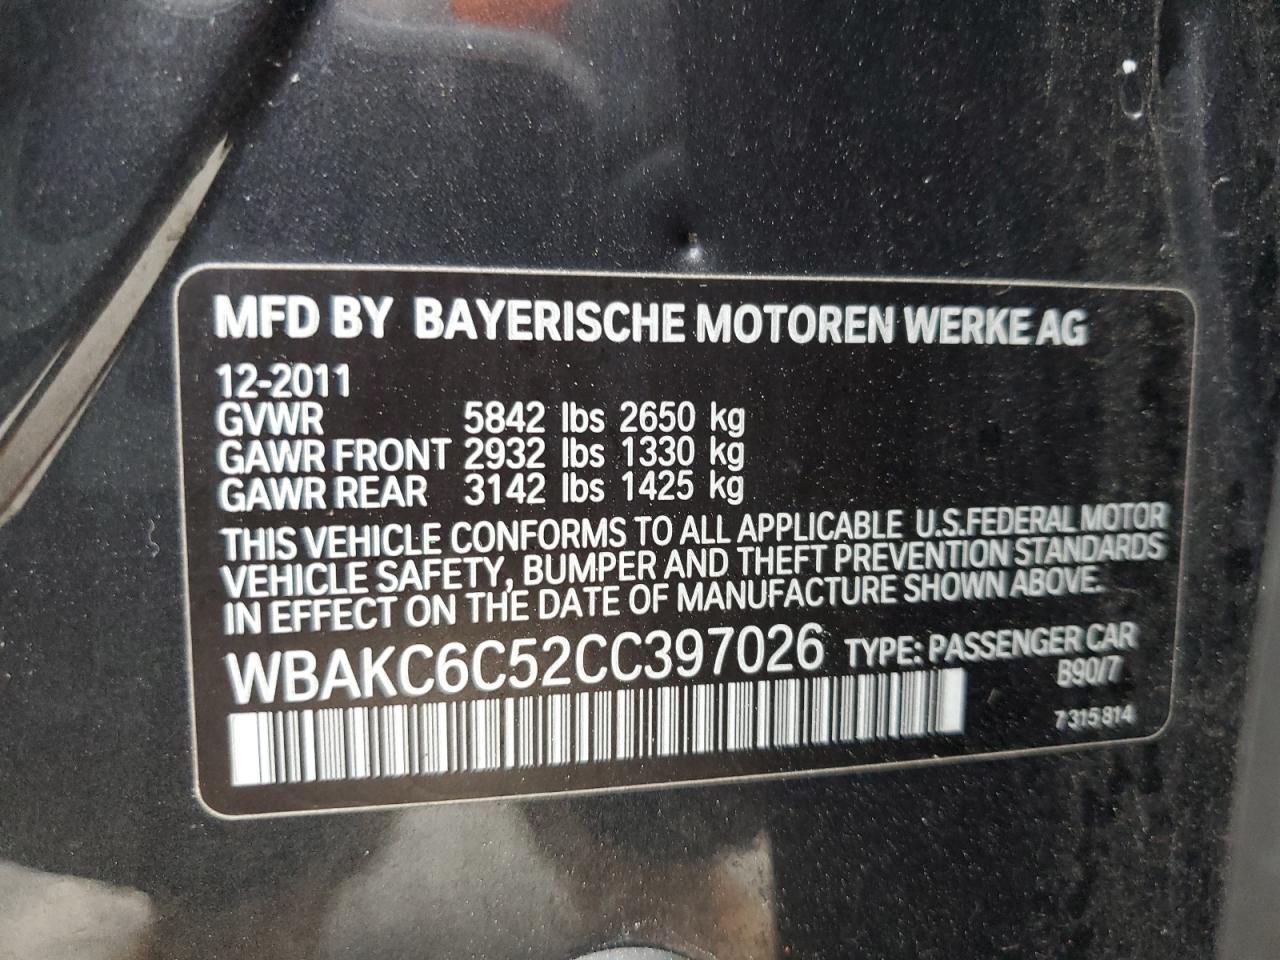 MFD BY BAYERISCHE MOTOREN WERKE AG
12-2011
GVWR 5842 lbs 2650 kg
GAWR FRONT 2932 lbs 1330 kg
GAWR REAR 3142 lbs 1425 kg
THIS VEHICLE CONFORMS TO ALL APPLICABLE U.S.FEDERAL MOTOR
VEHICLE SAFETY, BUMPER AND THEFT PREVENTION STANDARDS
IN EFFECT ON THE DATE OF MANUFACTURE SHOWN ABOVE.
WBAKC6C52CC397026 TYPE: PASSENGER CAR
B90/7
7 315 814